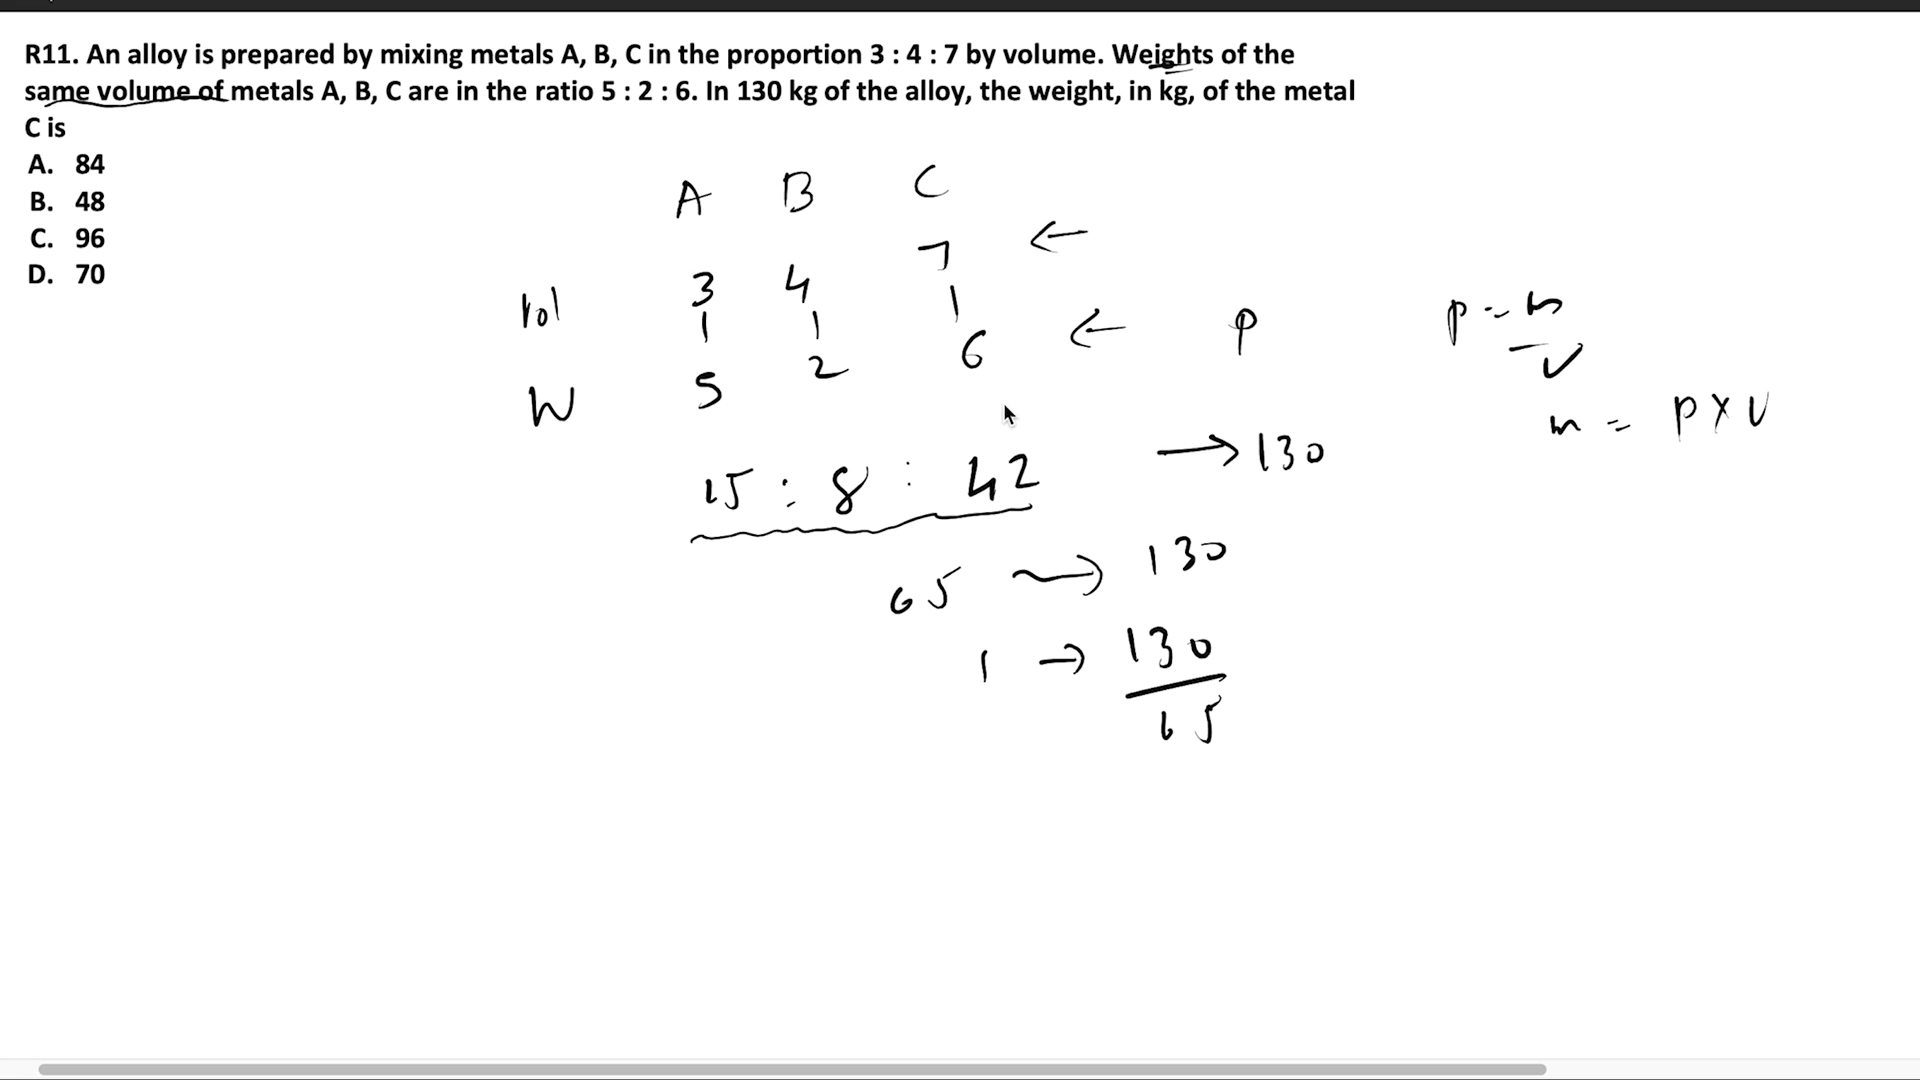 R11. An alloy is prepared by mixing metals A, B, C in the proportion 3 : 4 : 7 by volume. Weights of the
same volume of metals A, B, C are in the ratio 5 : 2 : 6. In 130 kg of the alloy, the weight, in kg, of the metal
C is
A. 84
B. 48
C. 96
D. 70
A B C
vol 3 4 7 ←
1 1 1
W 5 2 6 ← ρ
ρ = m/v
m = ρ × v
15 : 8 : 42 → 130
65 → 130
1 → 130/65